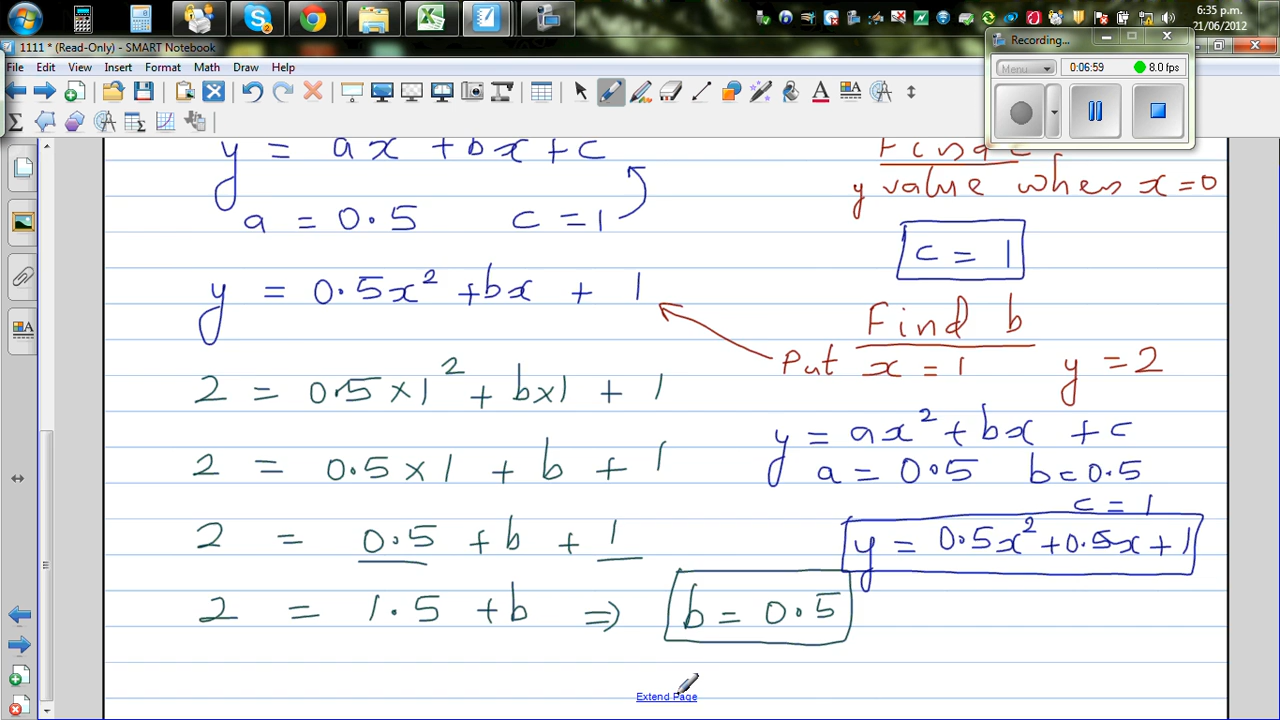 6:35 p.m.
21/06/2012
1111 * (Read-Only) - SMART Notebook
Recording...
File Edit View Insert Format Math Draw Help
Menu
0:06:59
8.0 fps
y = ax + bx + c
y value when x = 0
a = 0.5 c = 1
c = 1
y = 0.5x² + bx + 1
Find b
Put x = 1 y = 2
2 = 0.5 × 1² + b×1 + 1
y = ax² + bx + c
2 = 0.5 × 1 + b + 1
a = 0.5 b = 0.5
c = 1
2 = 0.5 + b + 1
y = 0.5x² + 0.5x + 1
2 = 1.5 + b ⇒ b = 0.5
Extend Page